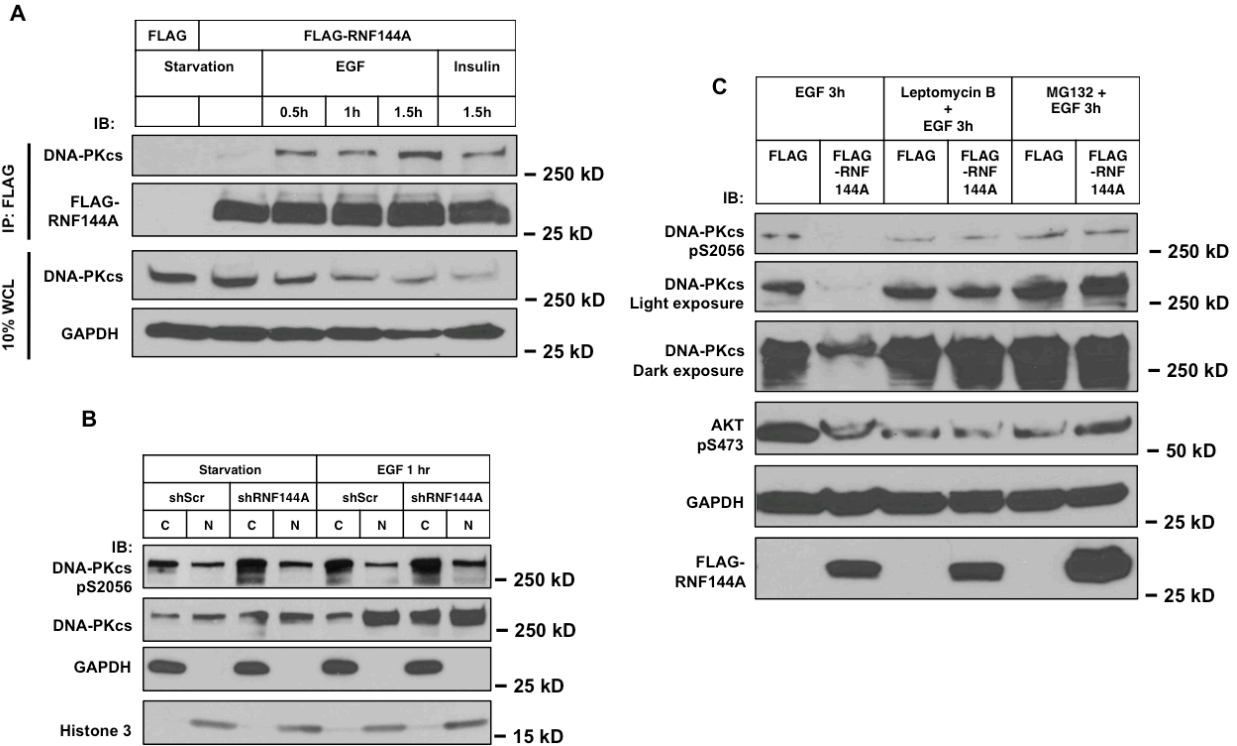 A
FLAG FLAG-RNF144A
Starvation EGF Insulin
0.5h 1h 1.5h 1.5h
IB:
IP: FLAG
DNA-PKcs
250 kD
FLAG-
RNF144A
25 kD
10% WCL
DNA-PKcs
250 kD
GAPDH
25 kD
B
Starvation EGF 1 hr
shScr shRNF144A shScr shRNF144A
C N C N C N C N
IB:
DNA-PKcs
pS2056
250 kD
DNA-PKcs
250 kD
GAPDH
25 kD
Histone 3
15 kD
C
EGF 3h
Leptomycin B
+
EGF 3h
MG132 +
EGF 3h
FLAG FLAG FLAG FLAG FLAG FLAG
-RNF -RNF -RNF
144A 144A 144A
IB:
DNA-PKcs
pS2056
250 kD
DNA-PKcs
Light exposure
250 kD
DNA-PKcs
Dark exposure
250 kD
AKT
pS473
50 kD
GAPDH
25 kD
FLAG-
RNF144A
25 kD